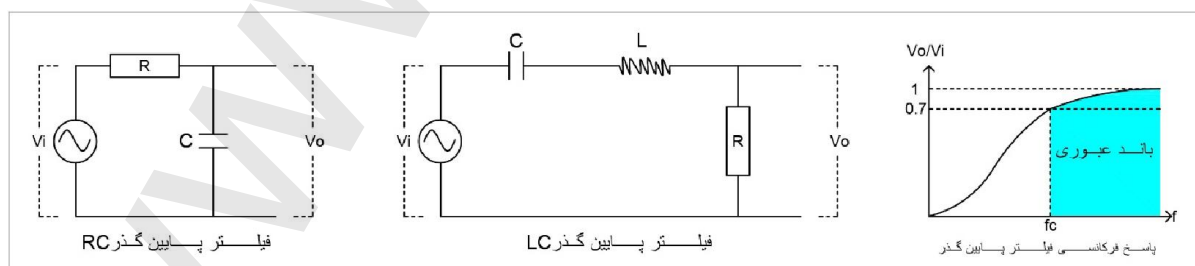 R
C
Vi
Vo
فیلتر پایین گذر RC
C
L
R
Vi
Vo
فیلتر پایین گذر LC
Vo/Vi
1
0.7
باند عبوری
fc
f
پاسخ فرکانسی فیلتر پایین گذر